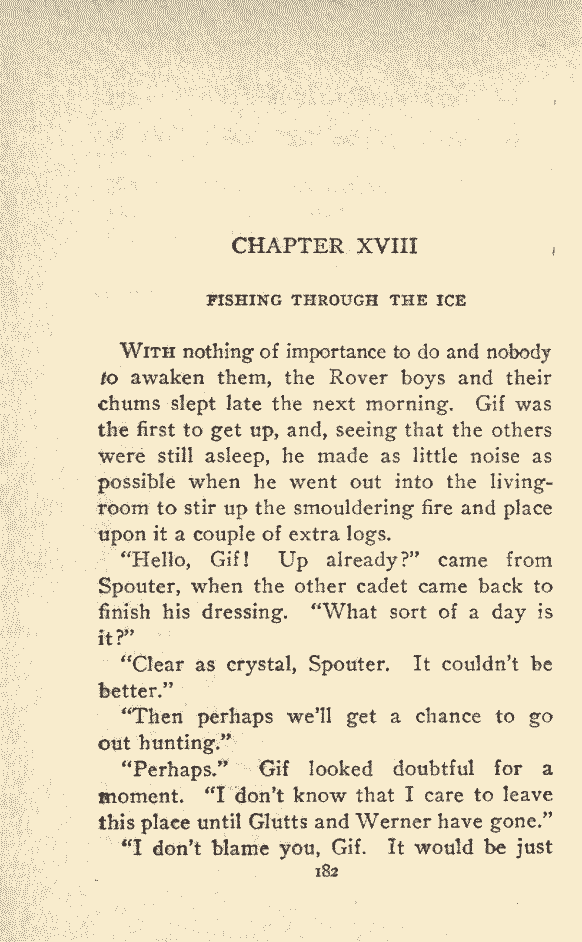 CHAPTER XVIII
FISHING THROUGH THE ICE
WITH nothing of importance to do and nobody
to awaken them, the Rover boys and their
chums slept late the next morning. Gif was
the first to get up, and, seeing that the others
were still asleep, he made as little noise as
possible when he went out into the living-
room to stir up the smouldering fire and place
upon it a couple of extra logs.
"Hello, Gif! Up already?" came from
Spouter, when the other cadet came back to
finish his dressing. "What sort of a day is
it?"
"Clear as crystal, Spouter. It couldn't be
better."
"Then perhaps we'll get a chance to go
out hunting."
"Perhaps." Gif looked doubtful for a
moment. "I don't know that I care to leave
this place until Glutts and Werner have gone."
"I don't blame you, Gif. It would be just
182